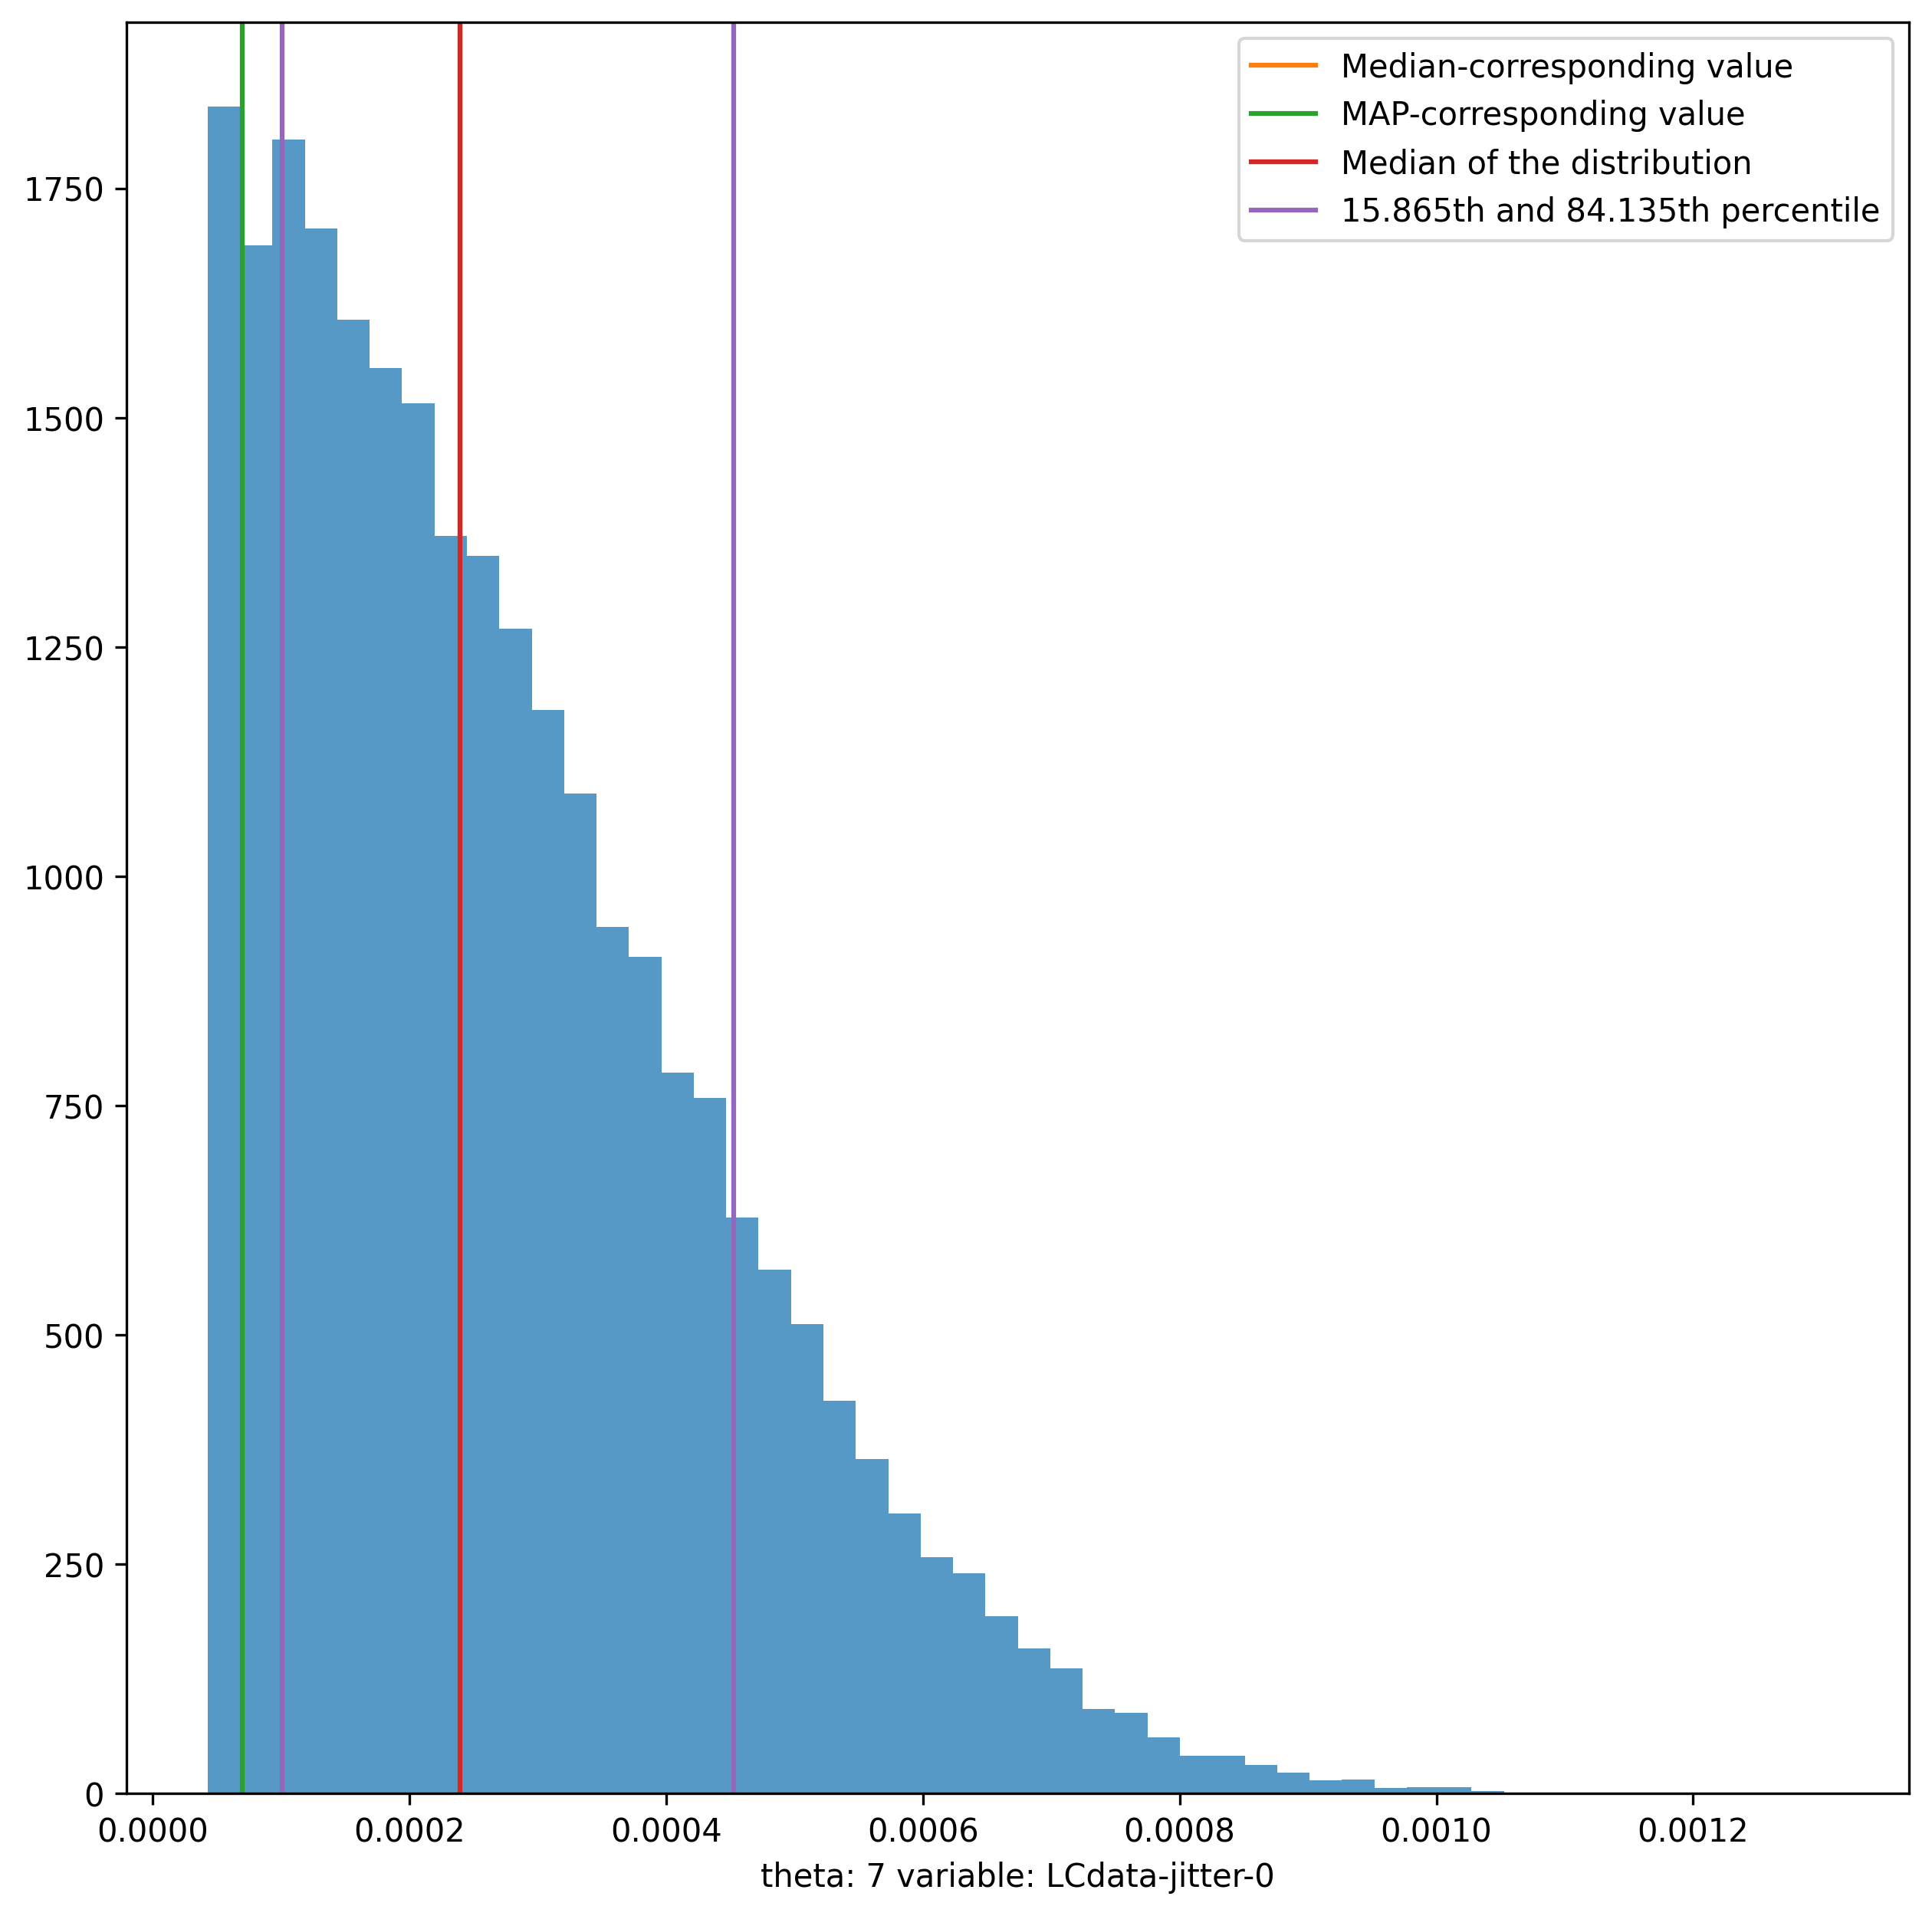 Median-corresponding value
MAP-corresponding value
Median of the distribution
15.865th and 84.135th percentile
1750
1500
1250
1000
750
500
250
0
0.0000 0.0002 0.0004 0.0006 0.0008 0.0010 0.0012
theta: 7 variable: LCdata-jitter-0